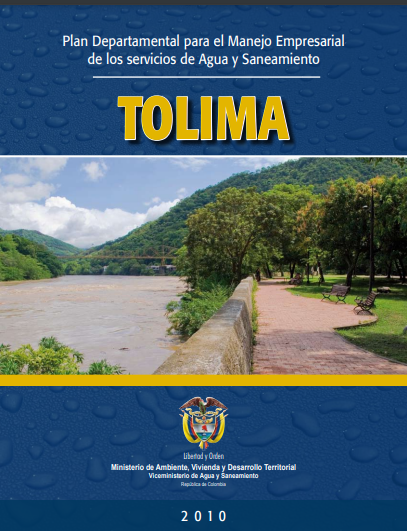 Plan Departamental para el Manejo Empresarial
de los servicios de Agua y Saneamiento
TOLIMA
Libertad y Orden
Ministerio de Ambiente, Vivienda y Desarrollo Territorial
Viceministerio de Agua y Saneamiento
República de Colombia
2010